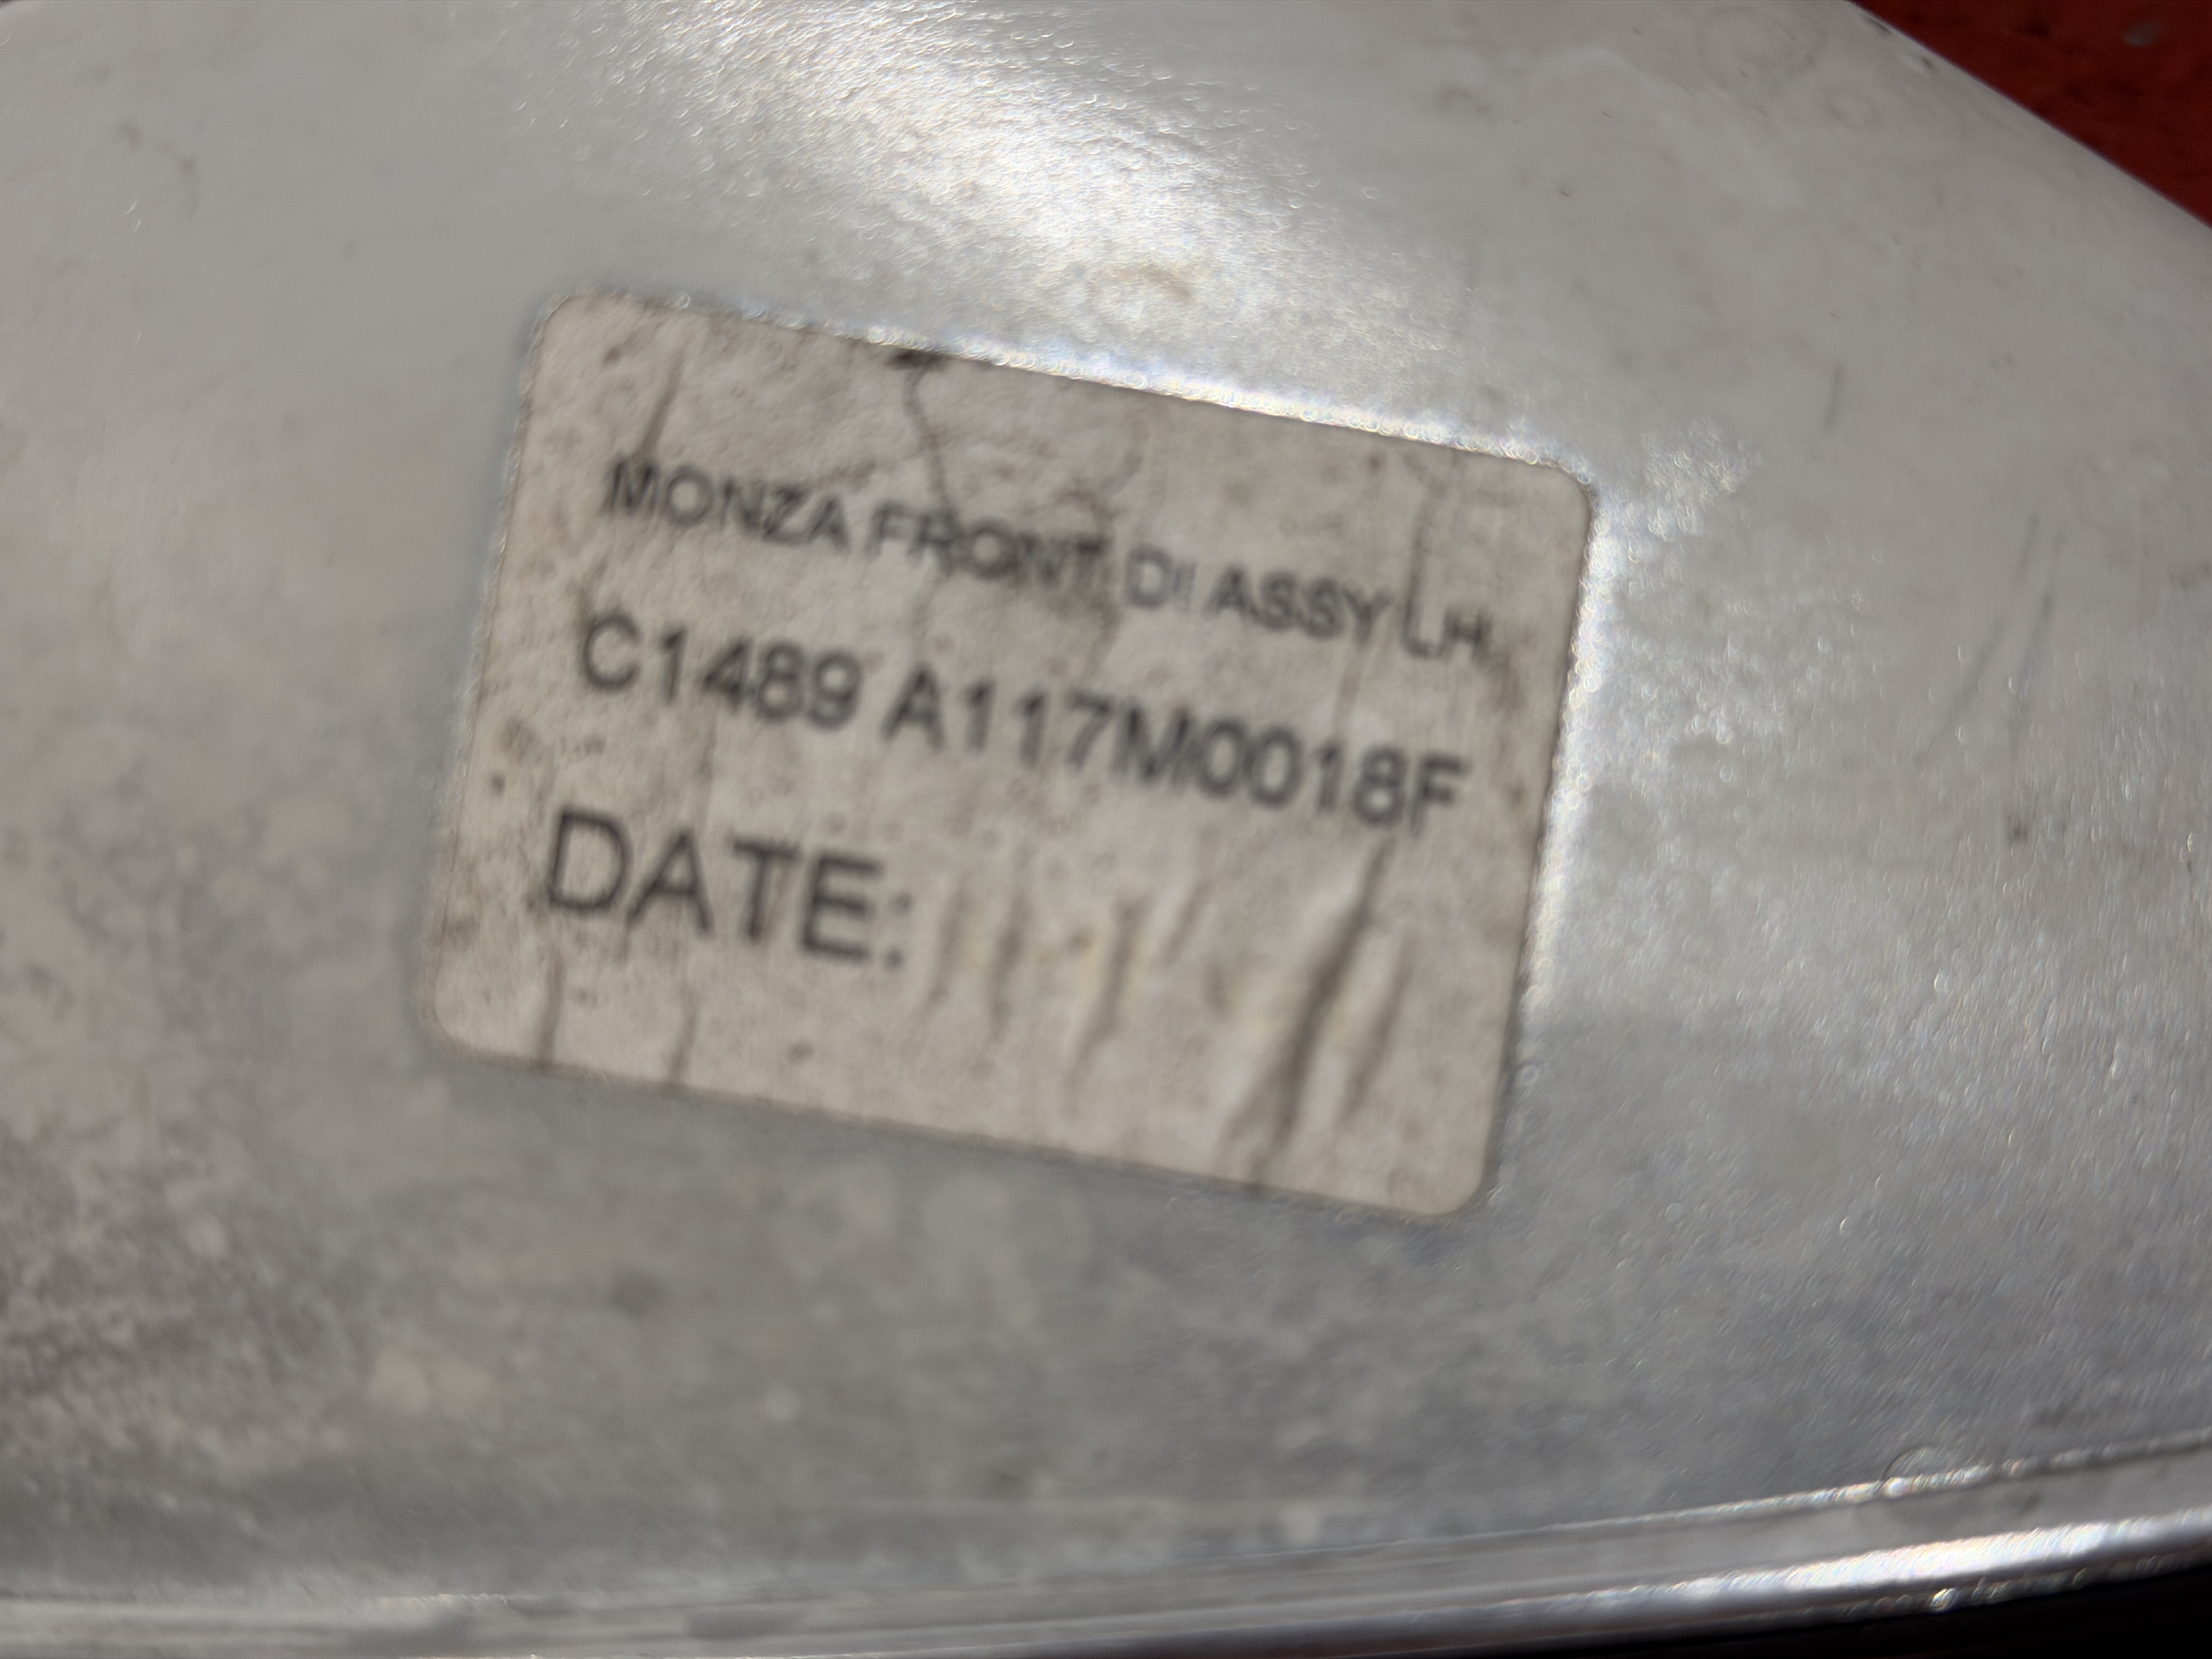 MONZA FRONT DI ASSY LH
C1489 A117M0018F
DATE: